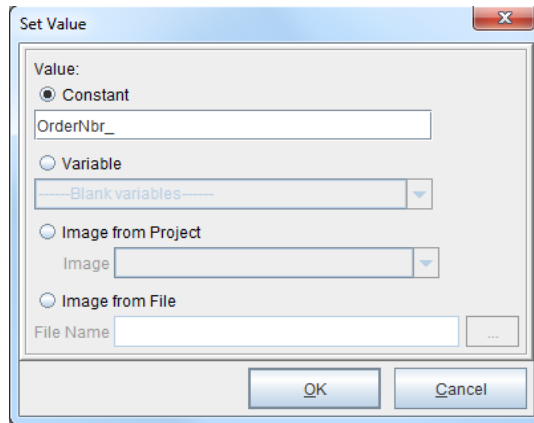 Set Value
Value:
Constant
OrderNbr_
Variable
------Blank variables------
Image from Project
Image
Image from File
File Name
...
OK
Cancel